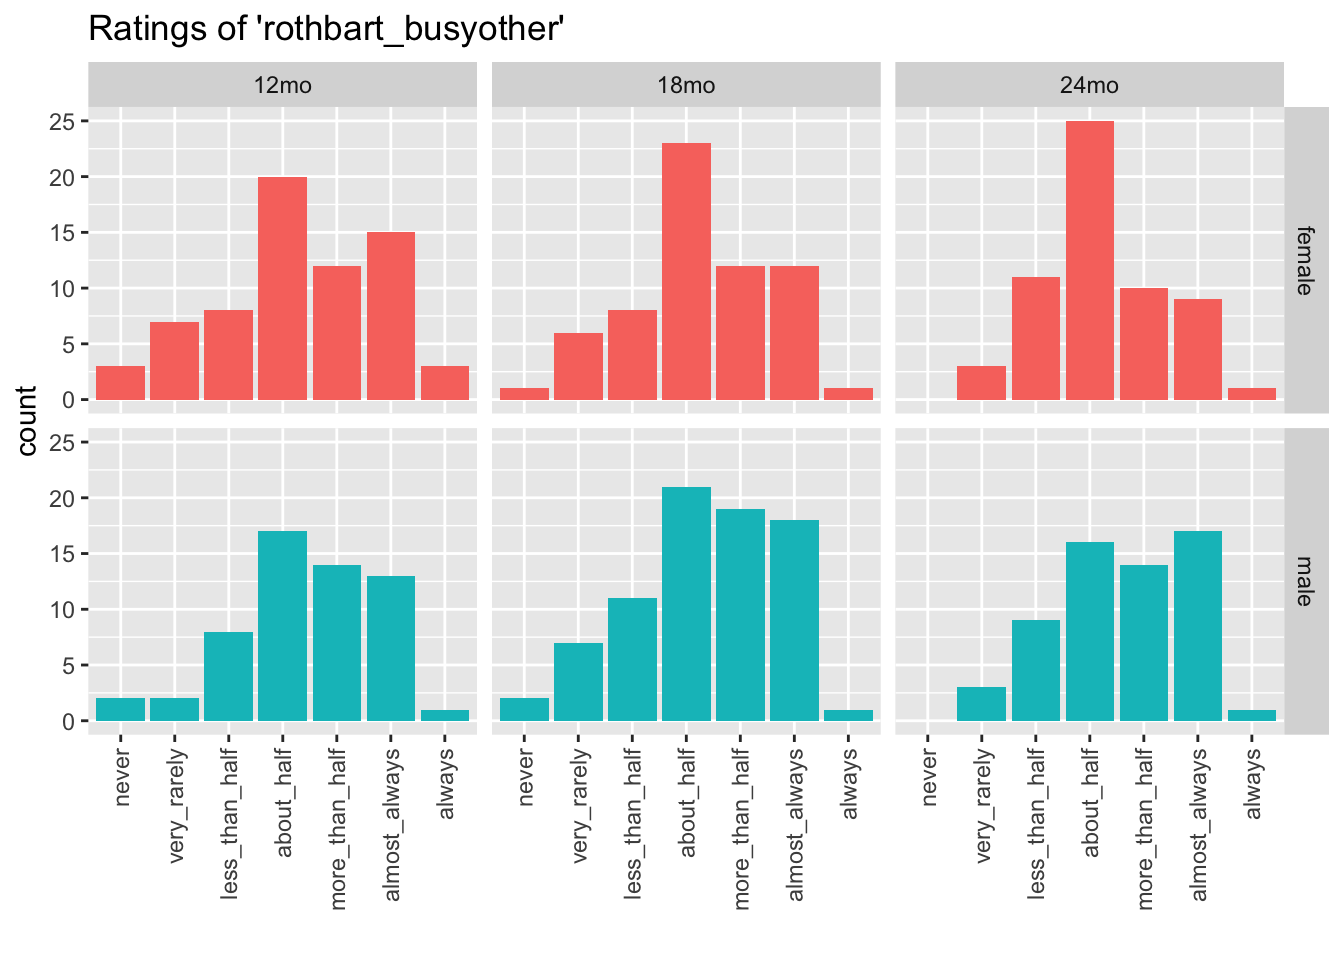 Ratings of 'rothbart_busyother'
12mo 18mo 24mo
25
20
15
10
5
0
female
count
25
20
15
10
5
0
male
never very_rarely less_than_half about_half more_than_half almost_always always
never very_rarely less_than_half about_half more_than_half almost_always always
never very_rarely less_than_half about_half more_than_half almost_always always